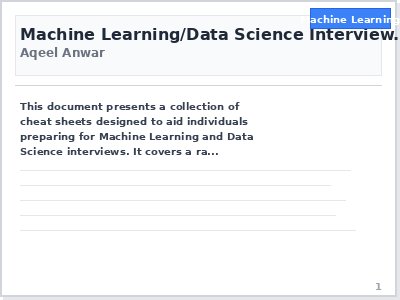 Machine Learning
Machine Learning/Data Science Interview.
Aqeel Anwar
This document presents a collection of
cheat sheets designed to aid individuals
preparing for Machine Learning and Data
Science interviews. It covers a ra...
1